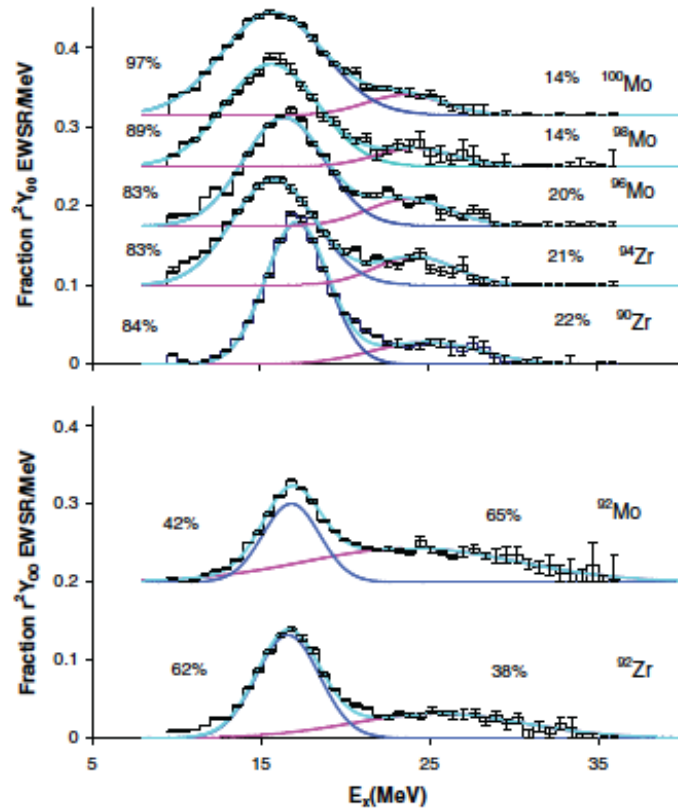 Fraction r²Y₀₀ EWSR/MeV
0.4
97% 14% ¹⁰⁰Mo
0.3
89% 14% ⁹⁸Mo
83% 20% ⁹⁶Mo
0.2
83% 21% ⁹⁴Zr
0.1
84% 22% ⁹⁰Zr
0
Fraction r²Y₀₀ EWSR/MeV
0.4
0.3
42% 65% ⁹²Mo
0.2
0.1
62% 38% ⁹²Zr
0
5 15 25 35
Eₓ(MeV)